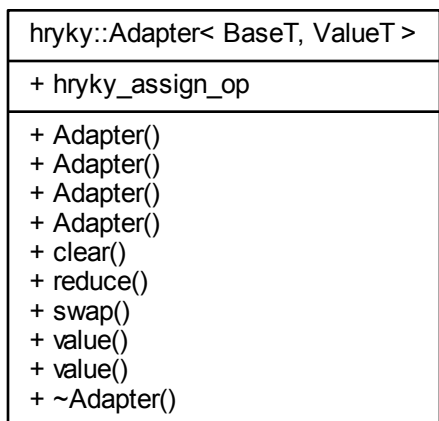 hryky::Adapter< BaseT, ValueT >
+ hryky_assign_op
+ Adapter()
+ Adapter()
+ Adapter()
+ Adapter()
+ clear()
+ reduce()
+ swap()
+ value()
+ value()
+ ~Adapter()